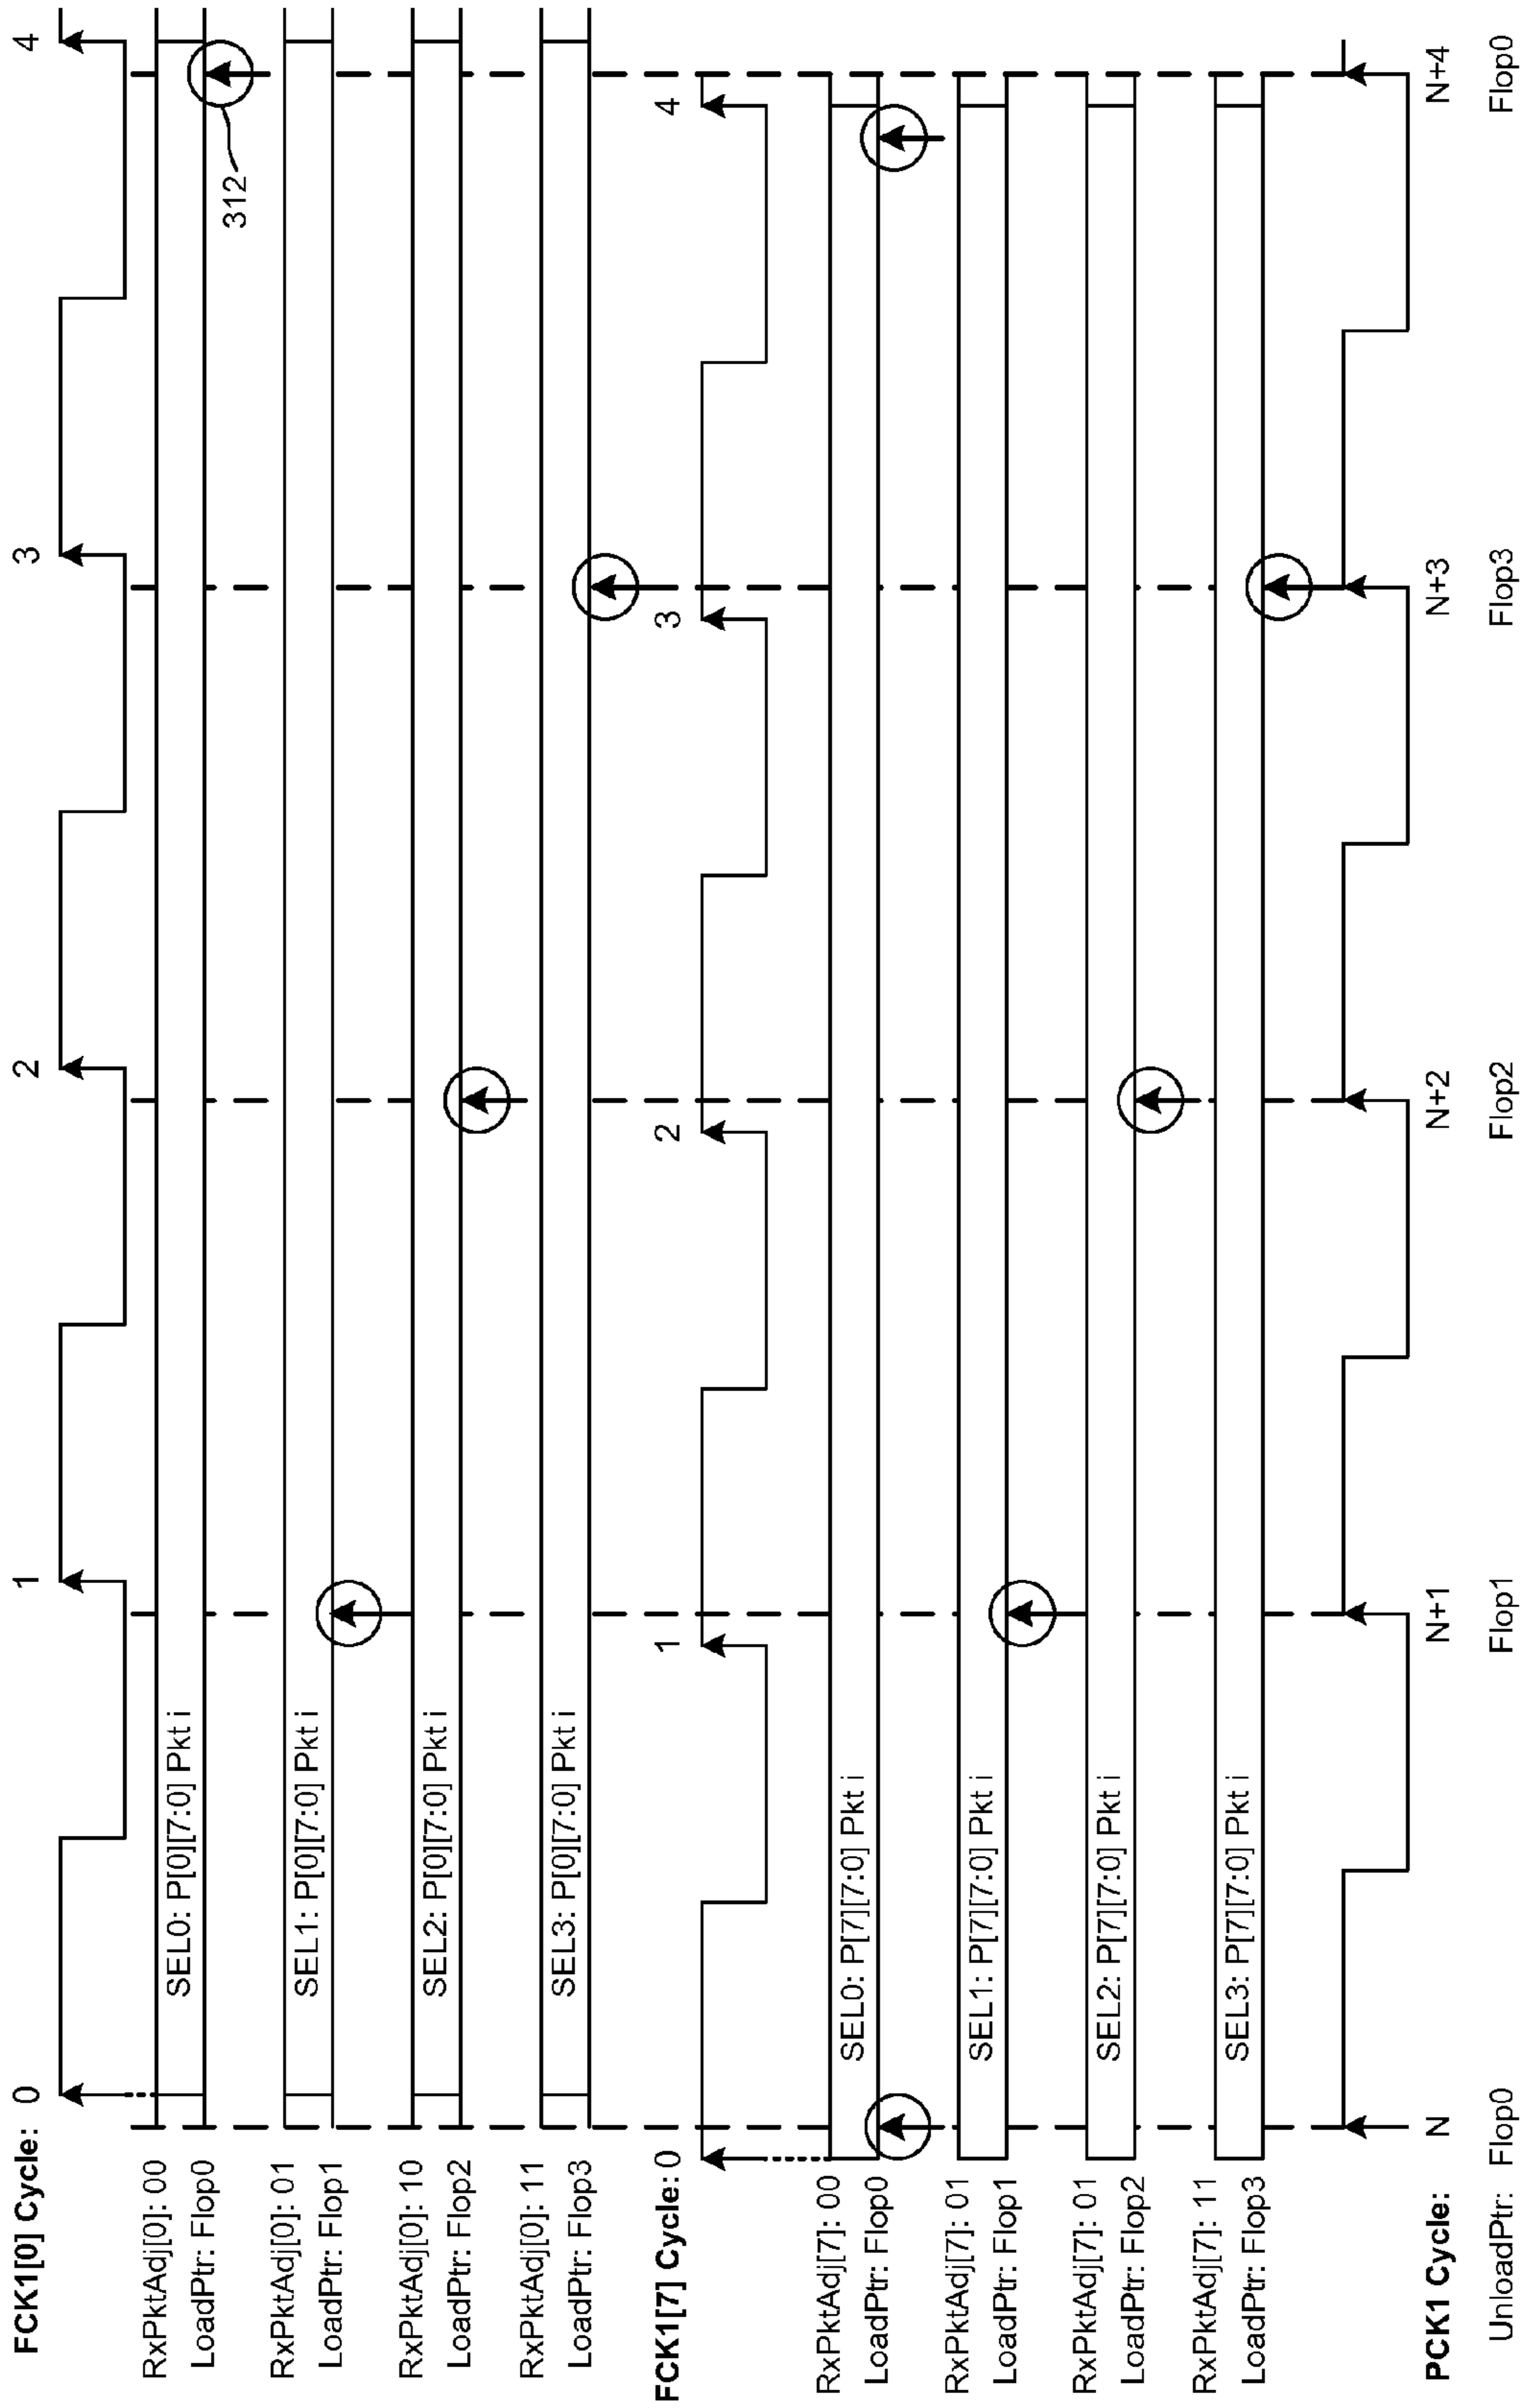 FCK1[0] Cycle: 0 1 2 3 4
RxPktAdj[0]: 00
LoadPtr: Flop0
SEL0: P[0][7:0] Pkt i
312
RxPktAdj[0]: 01
LoadPtr: Flop1
SEL1: P[0][7:0] Pkt i
RxPktAdj[0]: 10
LoadPtr: Flop2
SEL2: P[0][7:0] Pkt i
RxPktAdj[0]: 11
LoadPtr: Flop3
SEL3: P[0][7:0] Pkt i
FCK1[7] Cycle: 0 1 2 3 4
RxPktAdj[7]: 00
LoadPtr: Flop0
SEL0: P[7][7:0] Pkt i
RxPktAdj[7]: 01
LoadPtr: Flop1
SEL1: P[7][7:0] Pkt i
RxPktAdj[7]: 01
LoadPtr: Flop2
SEL2: P[7][7:0] Pkt i
RxPktAdj[7]: 11
LoadPtr: Flop3
SEL3: P[7][7:0] Pkt i
PCK1 Cycle: N N+1 N+2 N+3 N+4
UnloadPtr: Flop0 Flop1 Flop2 Flop3 Flop0